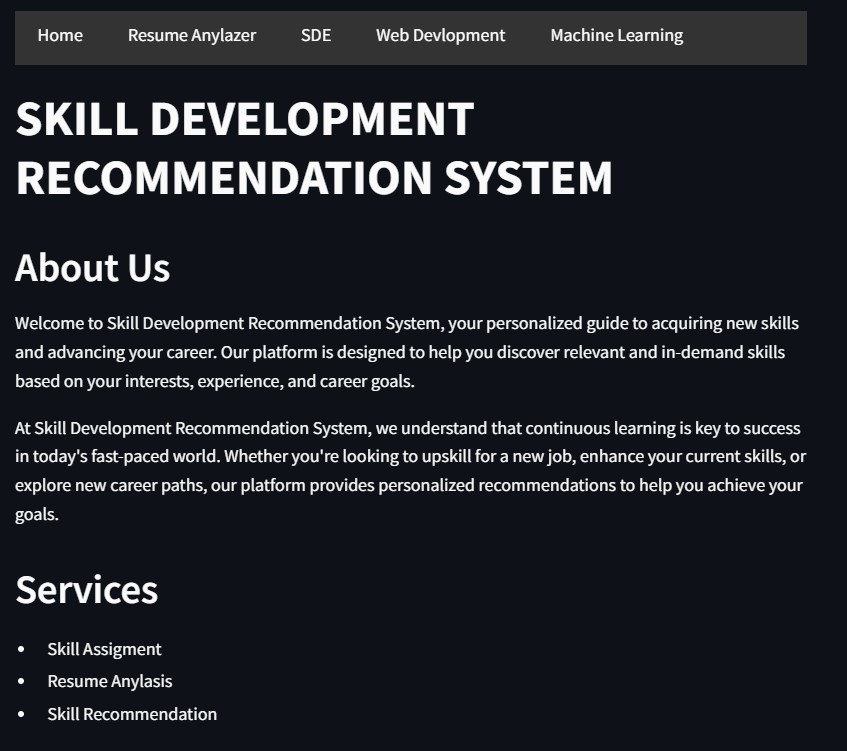 Home Resume Anylazer SDE Web Devlopment Machine Learning
SKILL DEVELOPMENT
RECOMMENDATION SYSTEM
About Us
Welcome to Skill Development Recommendation System, your personalized guide to acquiring new skills
and advancing your career. Our platform is designed to help you discover relevant and in-demand skills
based on your interests, experience, and career goals.
At Skill Development Recommendation System, we understand that continuous learning is key to success
in today's fast-paced world. Whether you're looking to upskill for a new job, enhance your current skills, or
explore new career paths, our platform provides personalized recommendations to help you achieve your
goals.
Services
• Skill Assigment
• Resume Anylasis
• Skill Recommendation